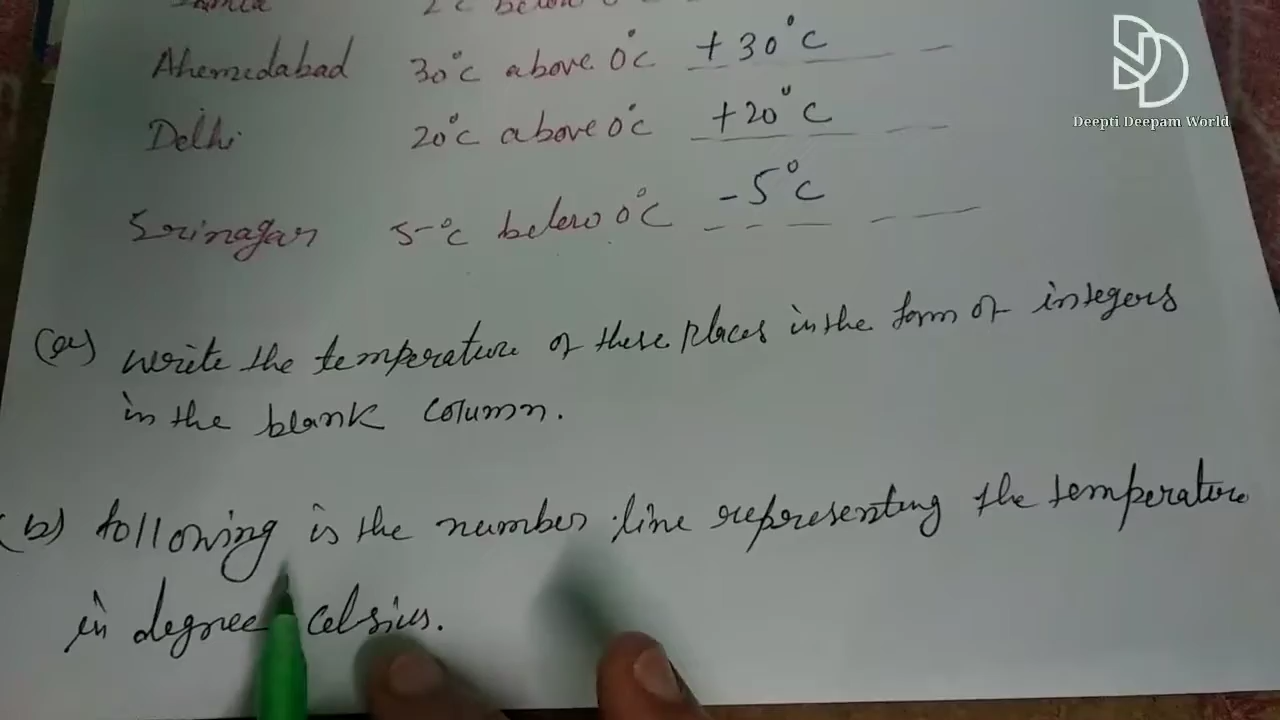 2°c below
Ahemedabad 30°c above 0°c +30°c
Delhi 20°c above 0°c +20°c
Srinagar 5°c below 0°c -5°c
(a) write the temperature of these places in the form of integers
in the blank column.
(b) following is the number line representing the temperature
in degree celsius.
Deepti Deepam World